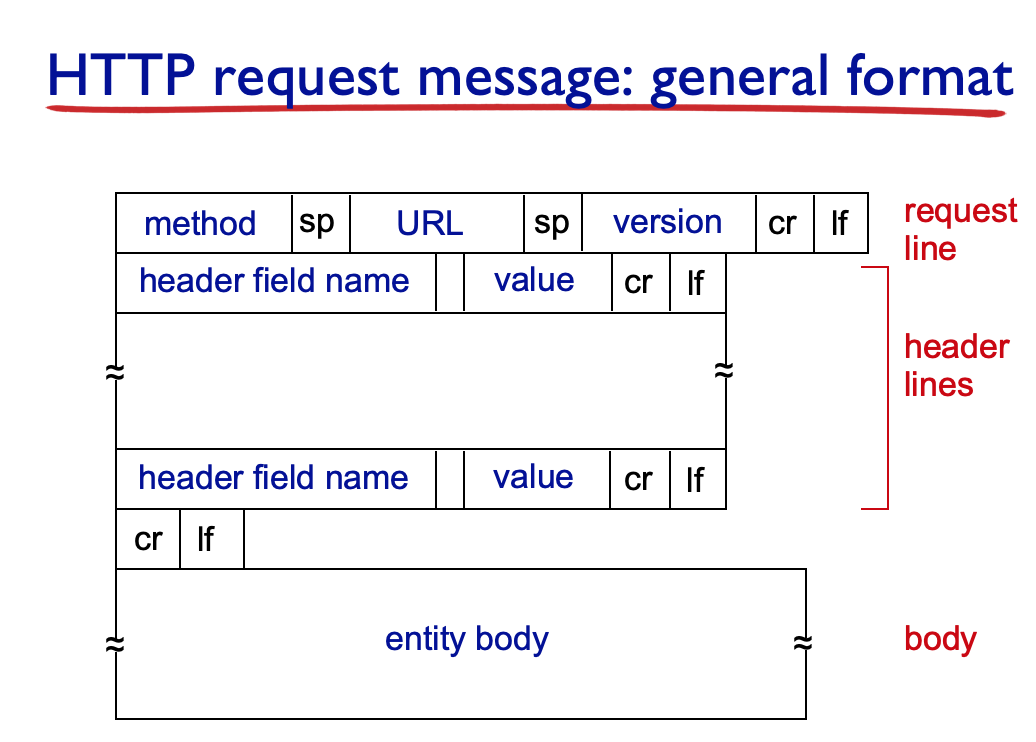 HTTP request message: general format
method sp URL sp version cr lf
request
line
header field name value cr lf
header
lines
header field name value cr lf
cr lf
entity body
body